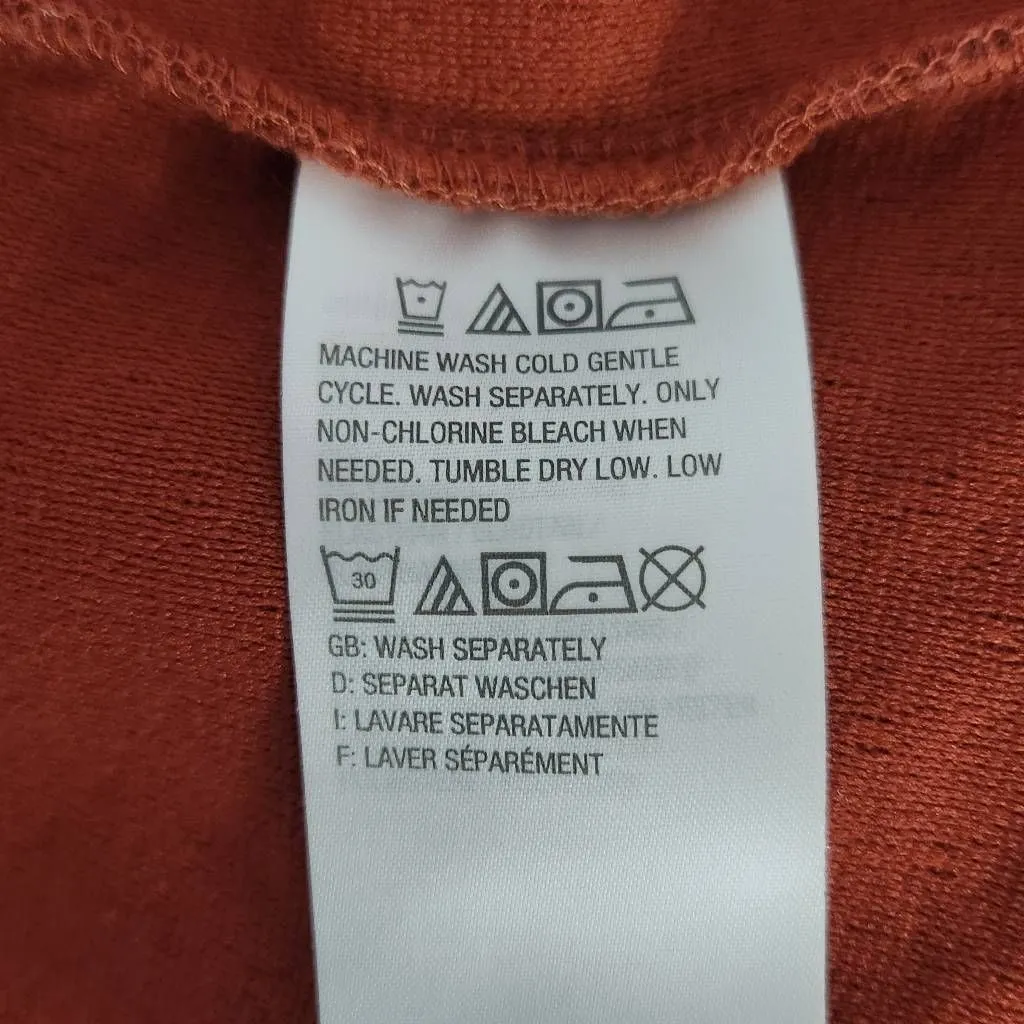 MACHINE WASH COLD GENTLE
CYCLE. WASH SEPARATELY. ONLY
NON-CHLORINE BLEACH WHEN
NEEDED. TUMBLE DRY LOW. LOW
IRON IF NEEDED
30
GB: WASH SEPARATELY
D: SEPARAT WASCHEN
I: LAVARE SEPARATAMENTE
F: LAVER SÉPARÉMENT